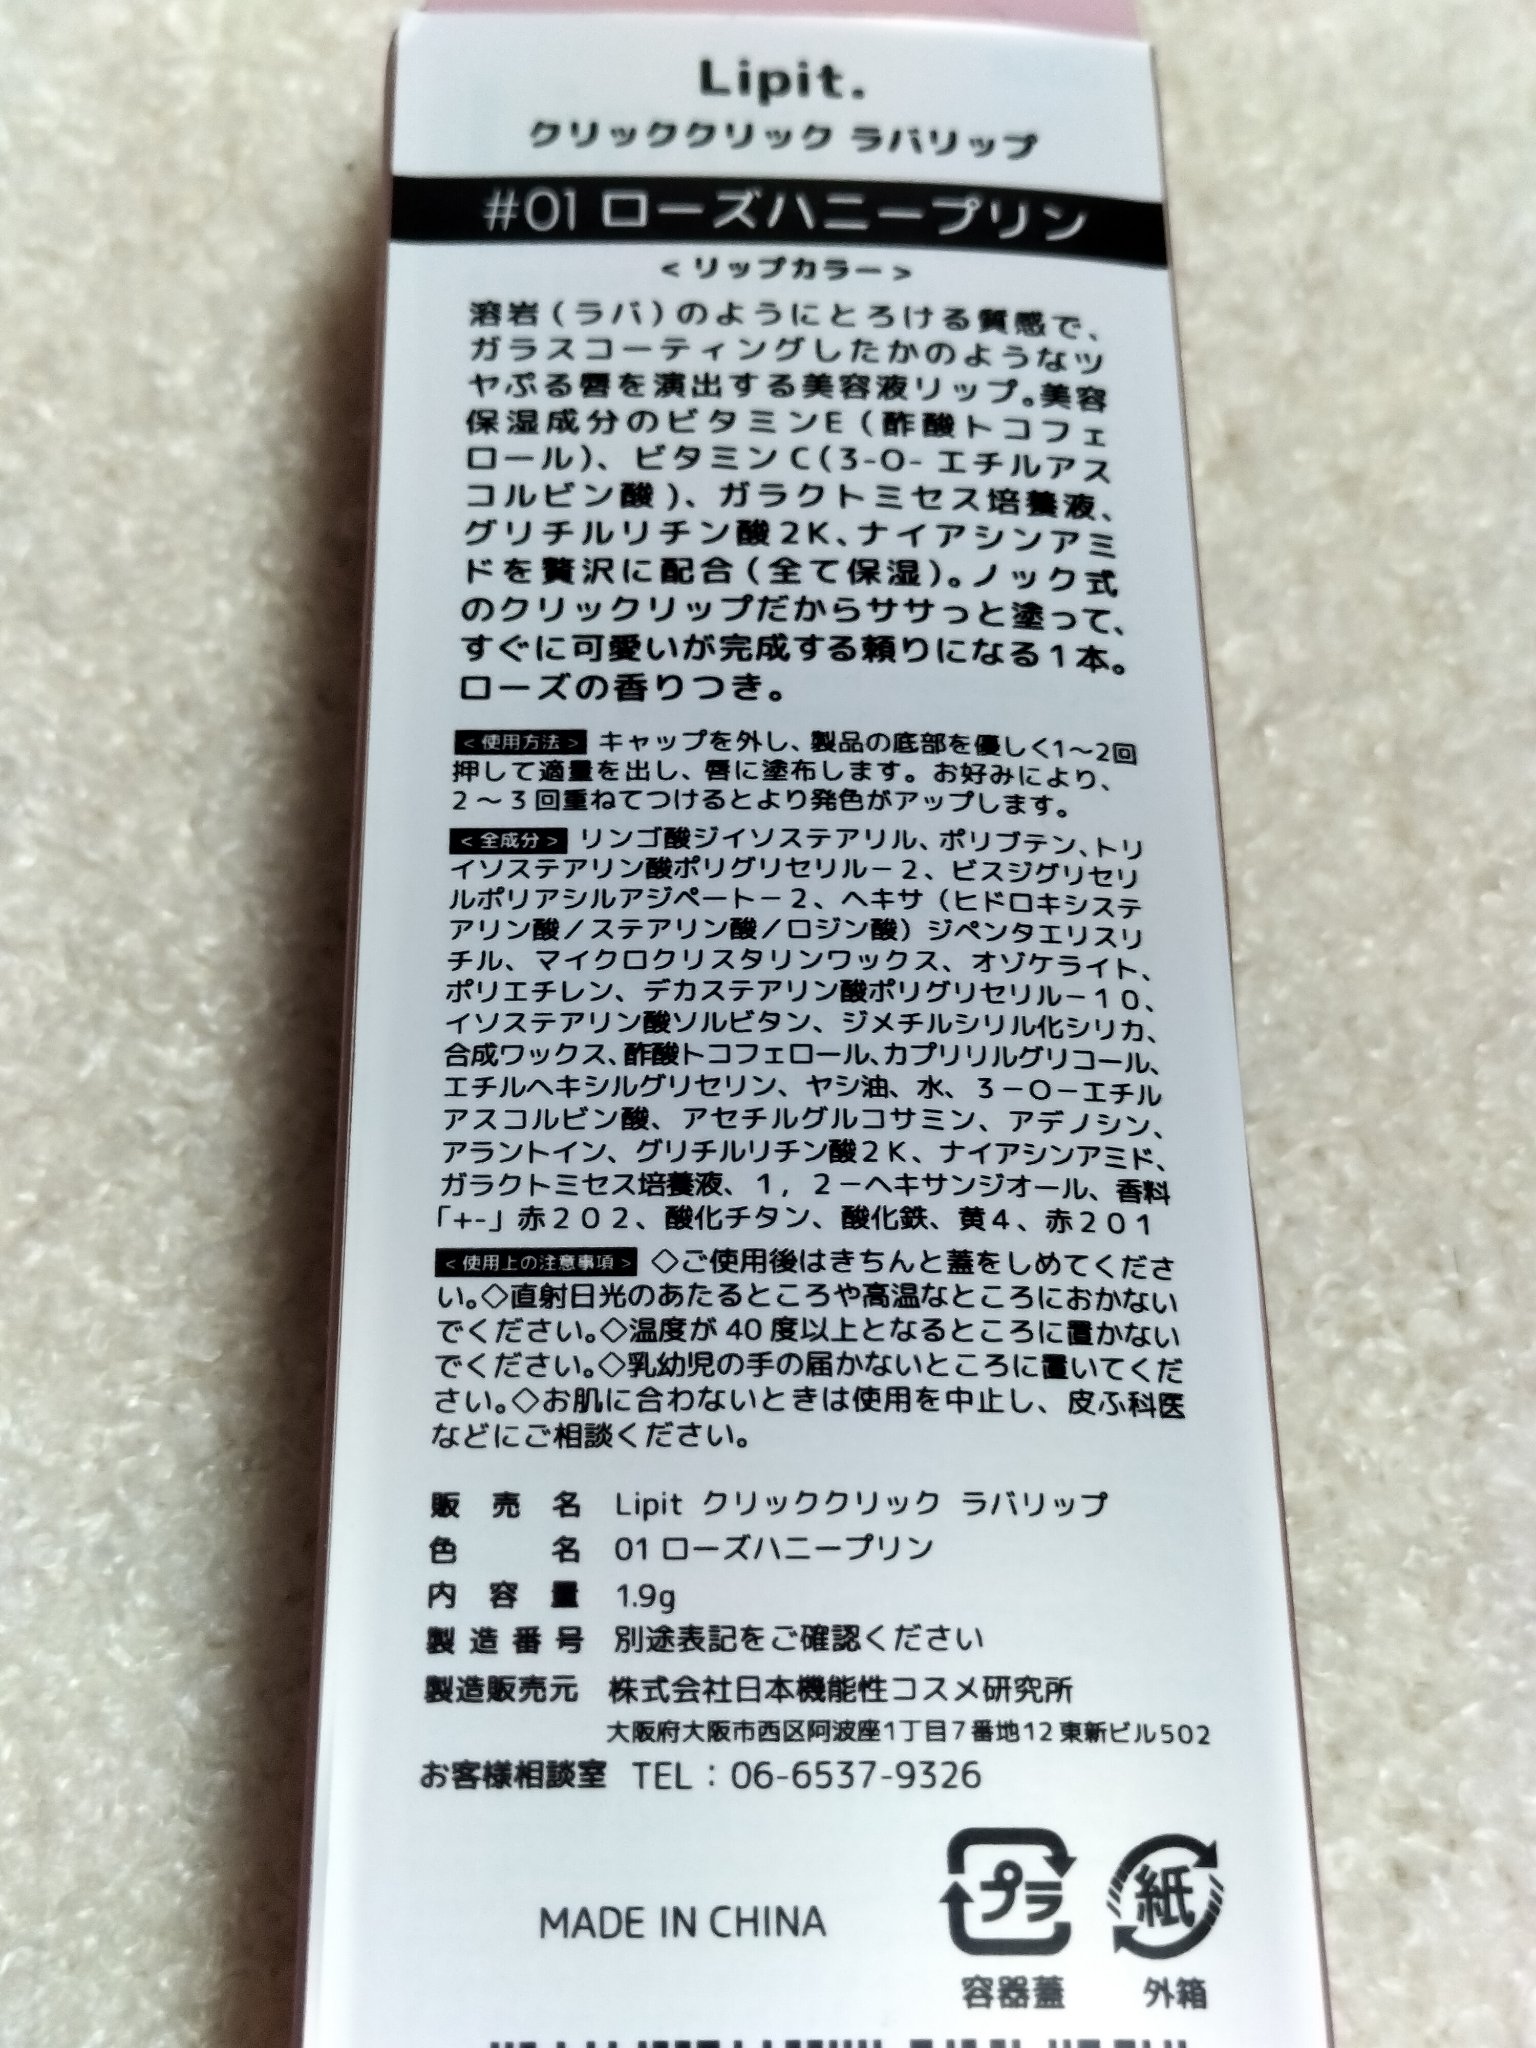 Lipit.
クリッククリック ラバリップ
#01 ローズハニープリン
<リップカラー>
溶岩(ラバ)のようにとろける質感で、
ガラスコーティングしたかのようなツ
ヤぷる唇を演出する美容液リップ。美容
保湿成分のビタミンE(酢酸トコフェ
ロール)、ビタミンC(3-O-エチルアス
コルビン酸)、ガラクトミセス培養液、
グリチルリチン酸2K、ナイアシンアミ
ドを贅沢に配合(全て保湿)。ノック式
のクリックリップだからササっと塗って、
すぐに可愛いが完成する頼りになる1本。
ローズの香りつき。
<使用方法> キャップを外し、製品の底部を優しく1〜2回
押して適量を出し、唇に塗布します。お好みにより、
2〜3回重ねてつけるとより発色がアップします。
<全成分> リンゴ酸ジイソステアリル、ポリブテン、トリ
イソステアリン酸ポリグリセリル-2、ビスジグリセリ
ルポリアシルアジペート-2、ヘキサ(ヒドロキシステ
アリン酸/ステアリン酸/ロジン酸)ジペンタエリスリ
チル、マイクロクリスタリンワックス、オゾケライト、
ポリエチレン、デカステアリン酸ポリグリセリル-10、
イソステアリン酸ソルビタン、ジメチルシリル化シリカ、
合成ワックス、酢酸トコフェロール、カプリリルグリコール、
エチルヘキシルグリセリン、ヤシ油、水、3-O-エチル
アスコルビン酸、アセチルグルコサミン、アデノシン、
アラントイン、グリチルリチン酸2K、ナイアシンアミド、
ガラクトミセス培養液、1,2-ヘキサンジオール、香料
「+-」赤202、酸化チタン、酸化鉄、黄4、赤201
<使用上の注意事項> ◇ご使用後はきちんと蓋をしめてくださ
い。◇直射日光のあたるところや高温なところにおかない
でください。◇温度が40度以上となるところに置かない
でください。◇乳幼児の手の届かないところに置いてくだ
さい。◇お肌に合わないときは使用を中止し、皮ふ科医
などにご相談ください。
販売名 Lipit クリッククリック ラバリップ
色名 01 ローズハニープリン
内容量 1.9g
製造番号 別途表記をご確認ください
製造販売元 株式会社日本機能性コスメ研究所
大阪府大阪市西区阿波座1丁目7番地12東新ビル502
お客様相談室 TEL：06-6537-9326
プラ 紙
MADE IN CHINA
容器蓋 外箱